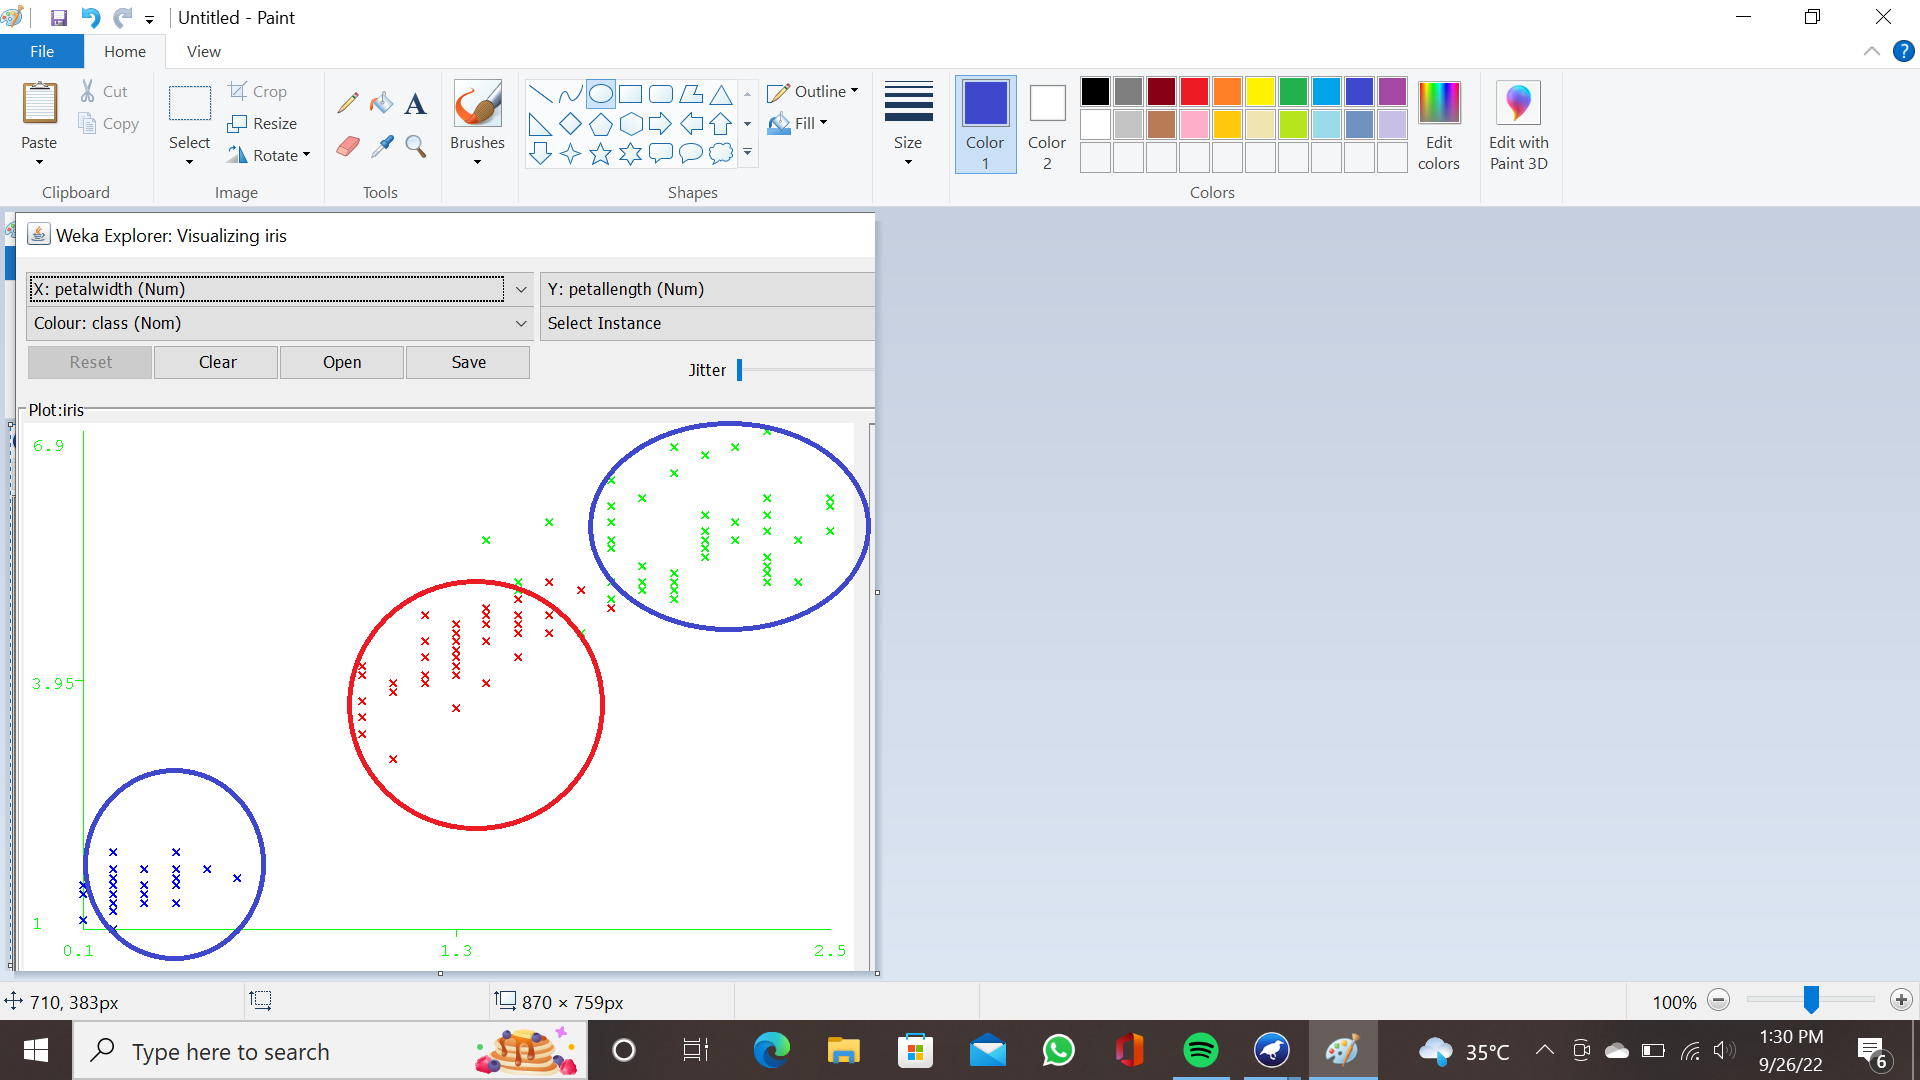 Untitled - Paint
File Home View
Paste
Cut
Copy
Clipboard
Select
Crop
Resize
Rotate
Image
A
Tools
Brushes
Outline
Fill
Shapes
Size
Color
1
Color
2
Edit
colors
Colors
Edit with
Paint 3D
?
Weka Explorer: Visualizing iris
X: petalwidth (Num)
Y: petallength (Num)
Colour: class (Nom)
Select Instance
Reset Clear Open Save
Jitter
Plot:iris
6.9
3.95
1
0.1 1.3 2.5
710, 383px
870 × 759px
100%
Type here to search
35°C
1:30 PM
9/26/22
6